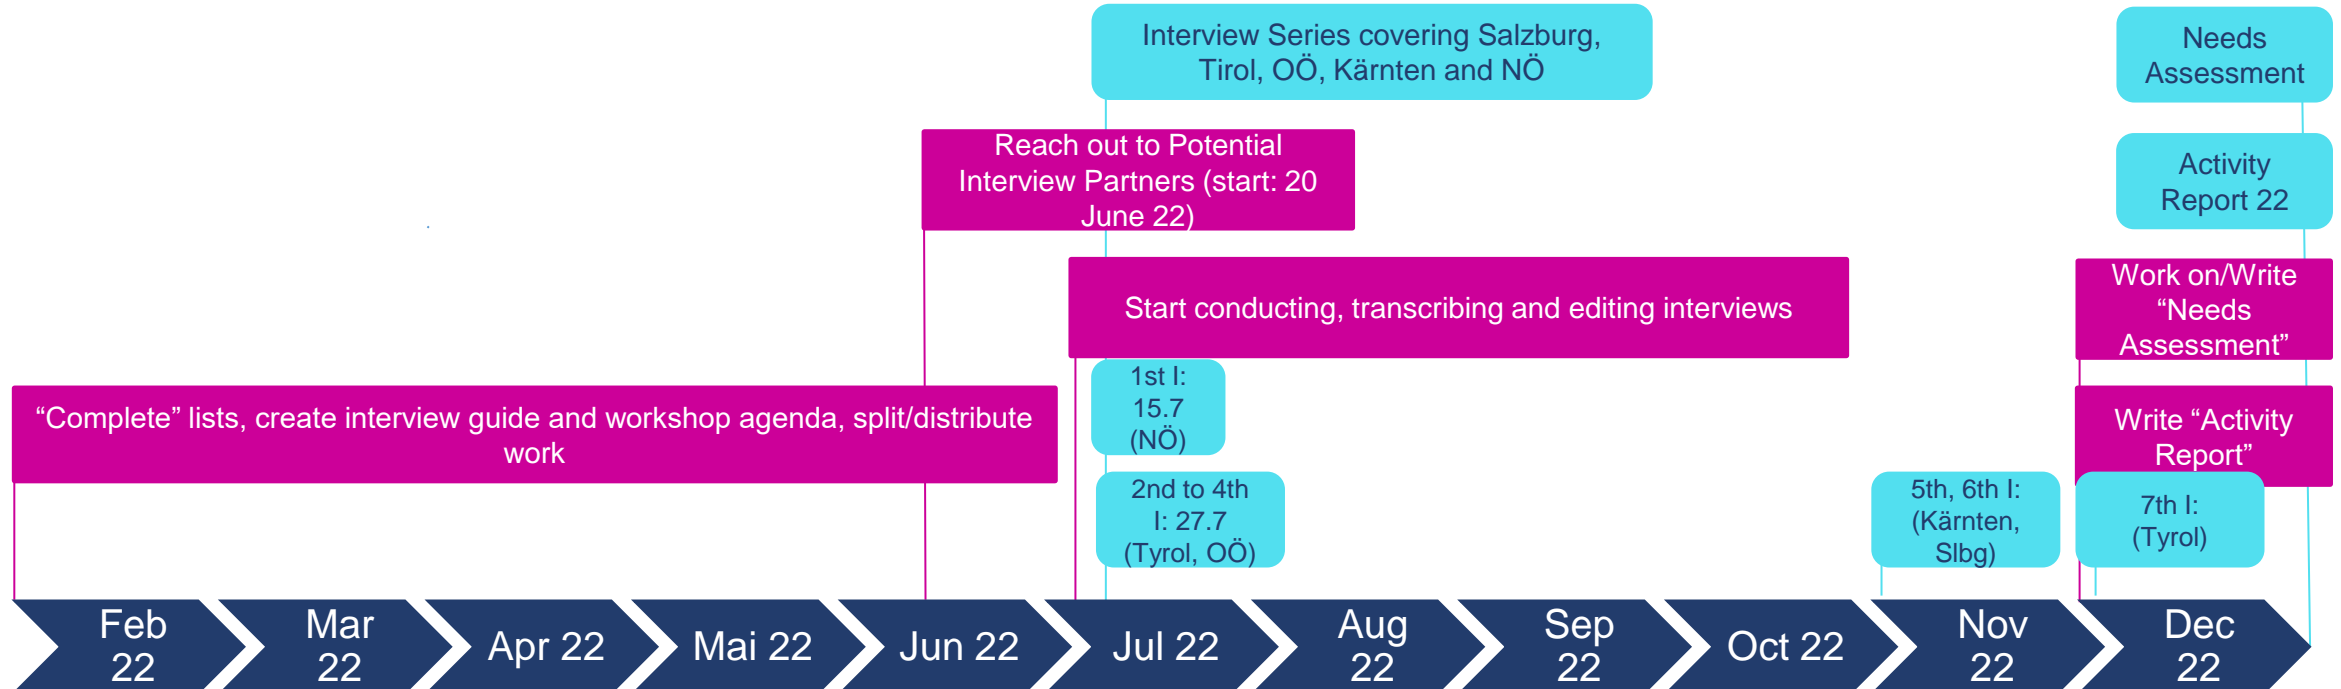 Interview Series covering Salzburg,
Tirol, OÖ, Kärnten and NÖ
Needs
Assessment
Reach out to Potential
Interview Partners (start: 20
June 22)
Activity
Report 22
Start conducting, transcribing and editing interviews
Work on/Write
“Needs
Assessment”
“Complete” lists, create interview guide and workshop agenda, split/distribute
work
1st I:
15.7
(NÖ)
Write “Activity
Report”
2nd to 4th
I: 27.7
(Tyrol, OÖ)
5th, 6th I:
(Kärnten,
Slbg)
7th I:
(Tyrol)
Feb
22
Mar
22
Apr 22
Mai 22
Jun 22
Jul 22
Aug
22
Sep
22
Oct 22
Nov
22
Dec
22